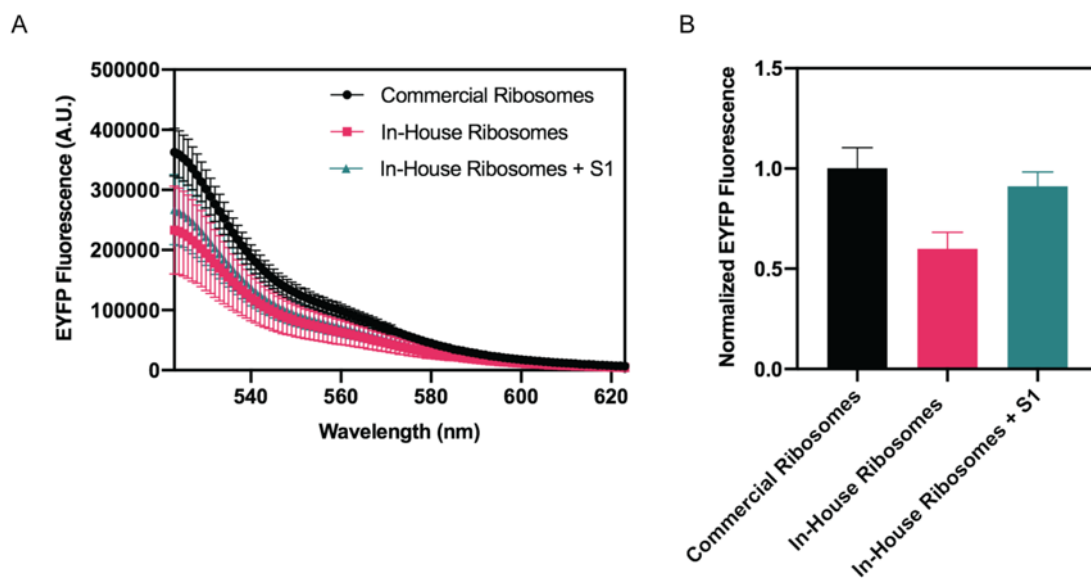 A
EYFP Fluorescence (A.U.)
500000
400000
300000
200000
100000
0
540
560
580
600
620
Wavelength (nm)
Commercial Ribosomes
In-House Ribosomes
In-House Ribosomes + S1
B
Normalized EYFP Fluorescence
1.5
1.0
0.5
0.0
Commercial Ribosomes
In-House Ribosomes
In-House Ribosomes + S1